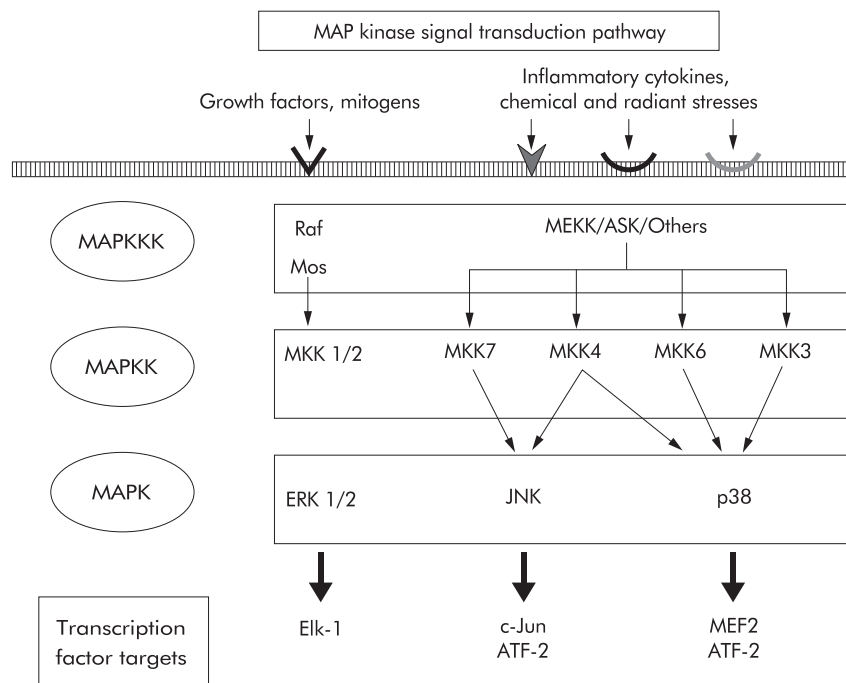 MAP kinase signal transduction pathway
Growth factors, mitogens
Inflammatory cytokines,
chemical and radiant stresses
MAPKKK
Raf
Mos
MEKK/ASK/Others
MAPKK
MKK 1/2
MKK7
MKK4
MKK6
MKK3
MAPK
ERK 1/2
JNK
p38
Transcription
factor targets
Elk-1
c-Jun
ATF-2
MEF2
ATF-2